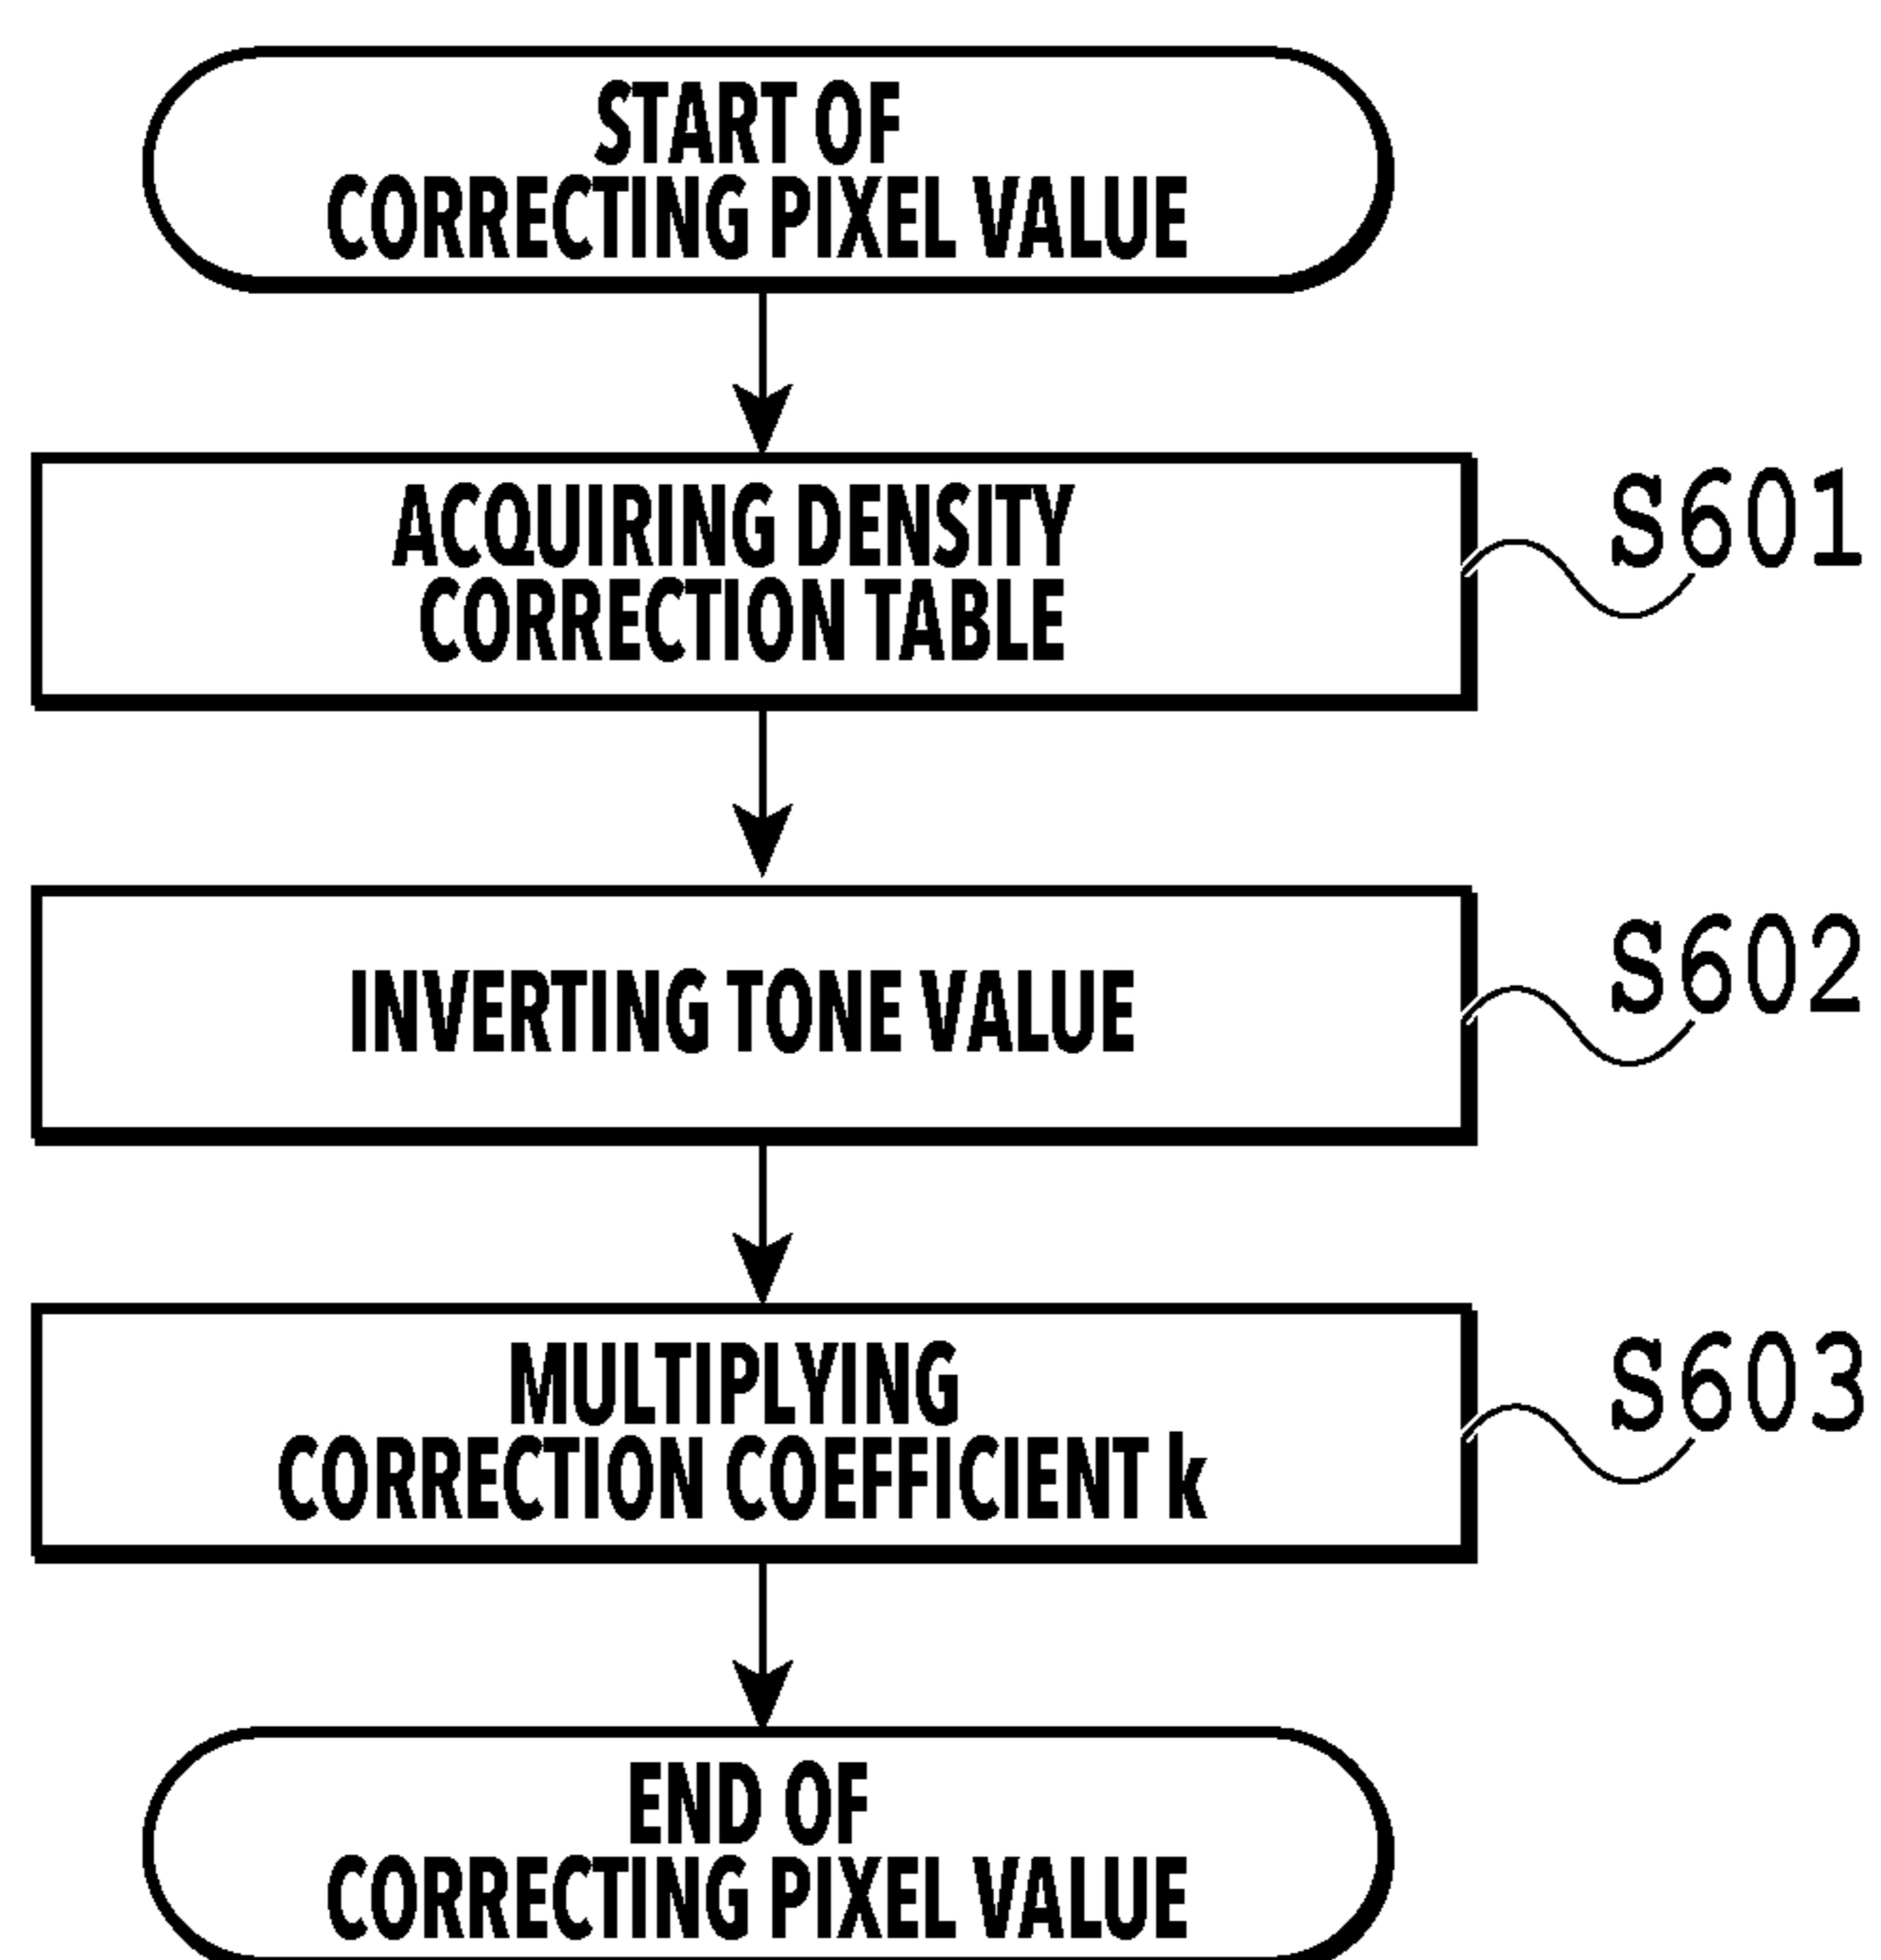 START OF
CORRECTING PIXEL VALUE
ACQUIRING DENSITY
CORRECTION TABLE
S601
INVERTING TONE VALUE
S602
MULTIPLYING
CORRECTION COEFFICIENT k
S603
END OF
CORRECTING PIXEL VALUE